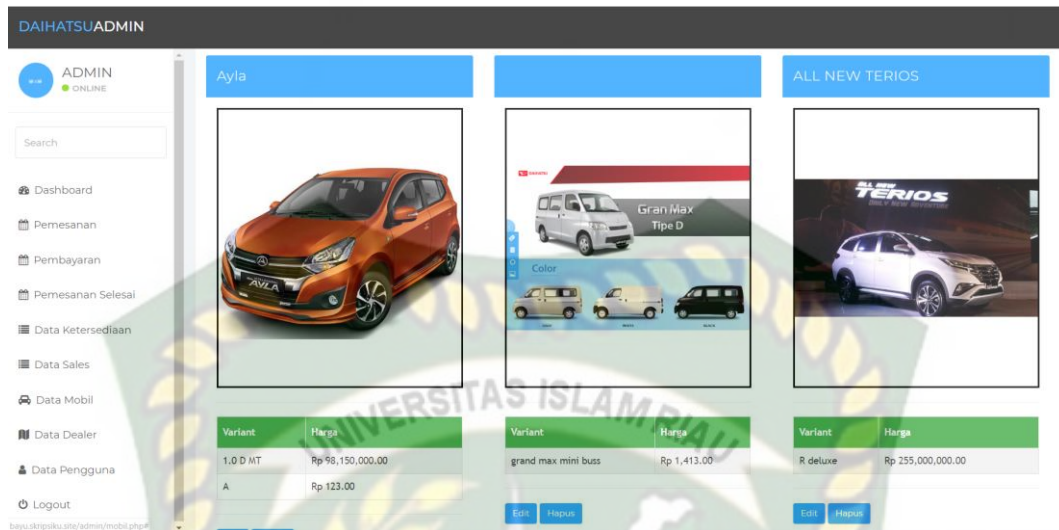 DAIHATSUADMIN
ADMIN
ONLINE
Search
Dashboard
Pemesanan
Pembayaran
Pemesanan Selesai
Data Ketersediaan
Data Sales
Data Mobil
Data Dealer
Data Pengguna
Logout
bayu.skripsiku.site/admin/mobil.php#
Ayla
AYLA
Variant Harga
1.0 D MT Rp 98,150,000.00
A Rp 123.00
DAIHATSU
Gran Max
Tipe D
Color
Variant Harga
grand max mini buss Rp 1,413.00
Edit Hapus
ALL NEW TERIOS
ALL NEW
TERIOS
Variant Harga
R deluxe Rp 255,000,000.00
Edit Hapus
UNIVERSITAS ISLAM RIAU